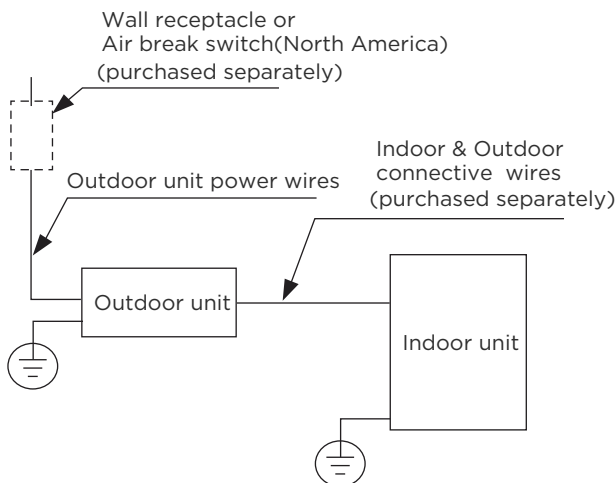 Wall receptacle or
Air break switch(North America)
(purchased separately)
Indoor & Outdoor
connective wires
(purchased separately)
Outdoor unit power wires
Outdoor unit
Indoor unit